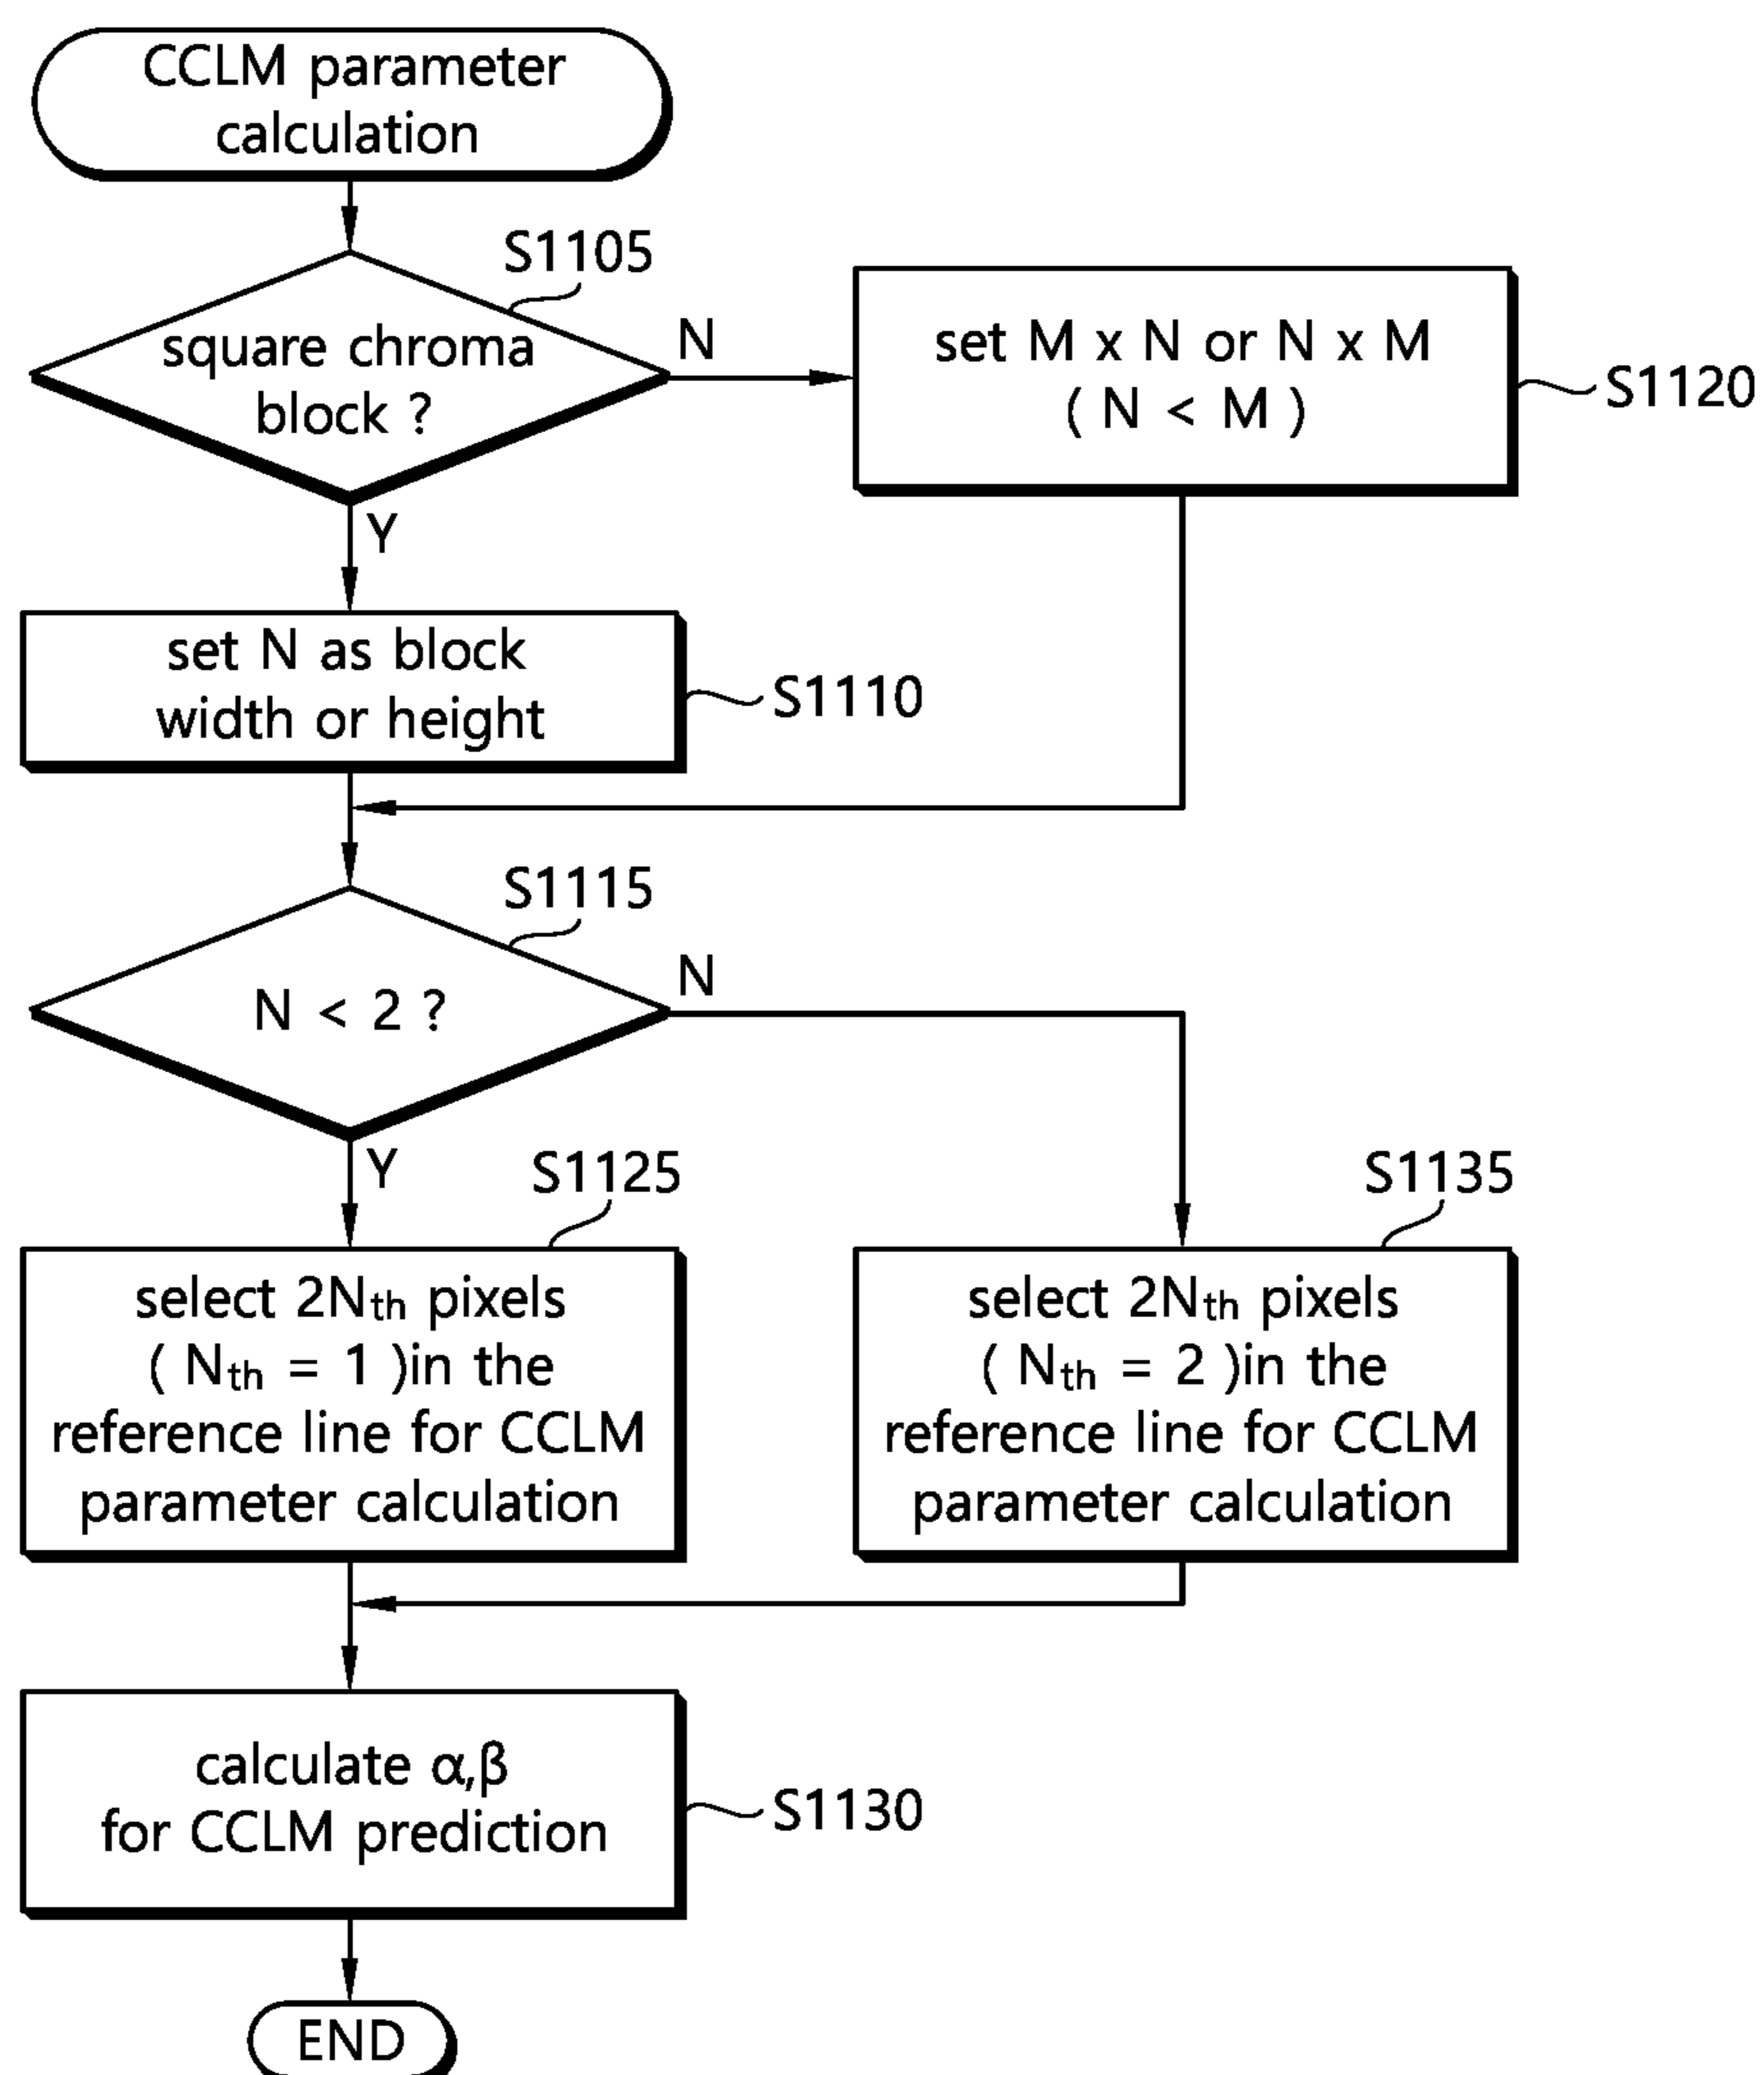 CCLM parameter
calculation
S1105
square chroma
block ?
N
set M x N or N x M
( N < M )
S1120
Y
set N as block
width or height
S1110
S1115
N < 2 ?
N
Y
S1125
select 2Nth pixels
( Nth = 1 )in the
reference line for CCLM
parameter calculation
S1135
select 2Nth pixels
( Nth = 2 )in the
reference line for CCLM
parameter calculation
calculate α,β
for CCLM prediction
S1130
END